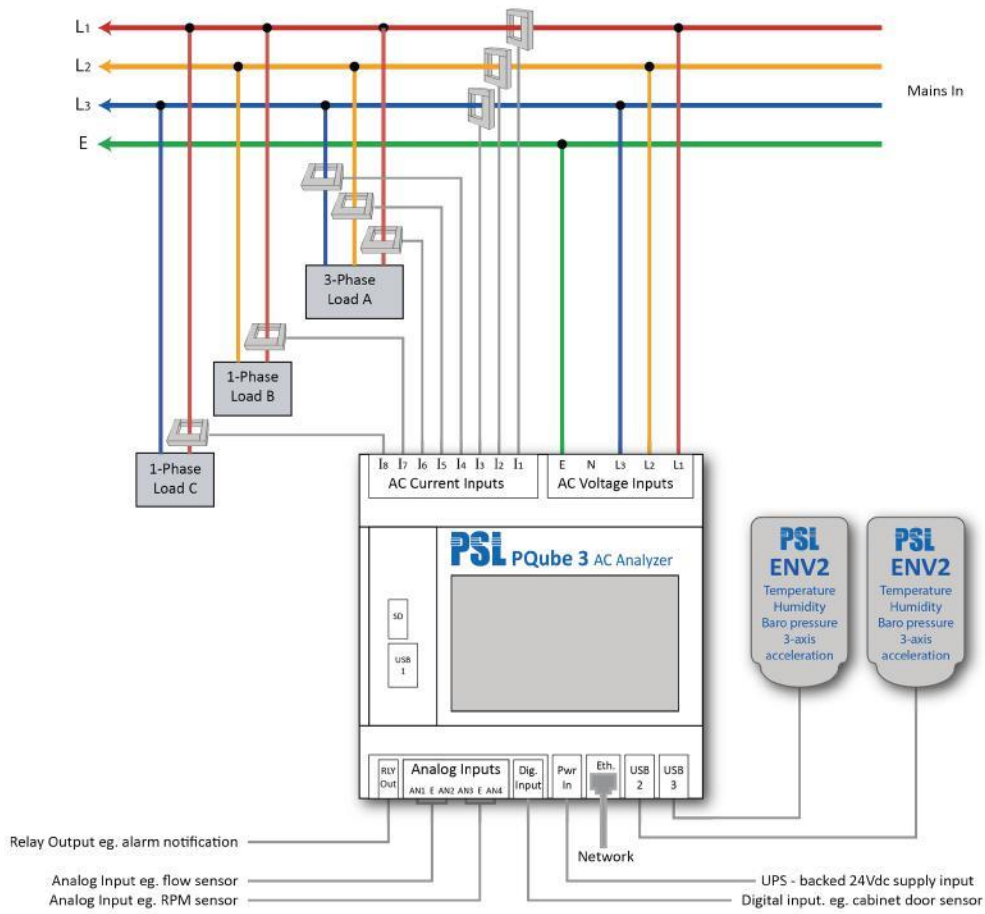 L1
L2
L3
E
Mains In
3-Phase
Load A
1-Phase
Load B
1-Phase
Load C
I8 I7 I6 I5 I4 I3 I2 I1
AC Current Inputs
E N L3 L2 L1
AC Voltage Inputs
PSL PQube 3 AC Analyzer
SD
USB
1
PSL
ENV2
Temperature
Humidity
Baro pressure
3-axis
acceleration
PSL
ENV2
Temperature
Humidity
Baro pressure
3-axis
acceleration
RLY
Out
Analog Inputs
AN1 E AN2 AN3 E AN4
Dig.
Input
Pwr
In
Eth.
USB
2
USB
3
Relay Output eg. alarm notification
Network
Analog Input eg. flow sensor
UPS - backed 24Vdc supply input
Analog Input eg. RPM sensor
Digital input. eg. cabinet door sensor